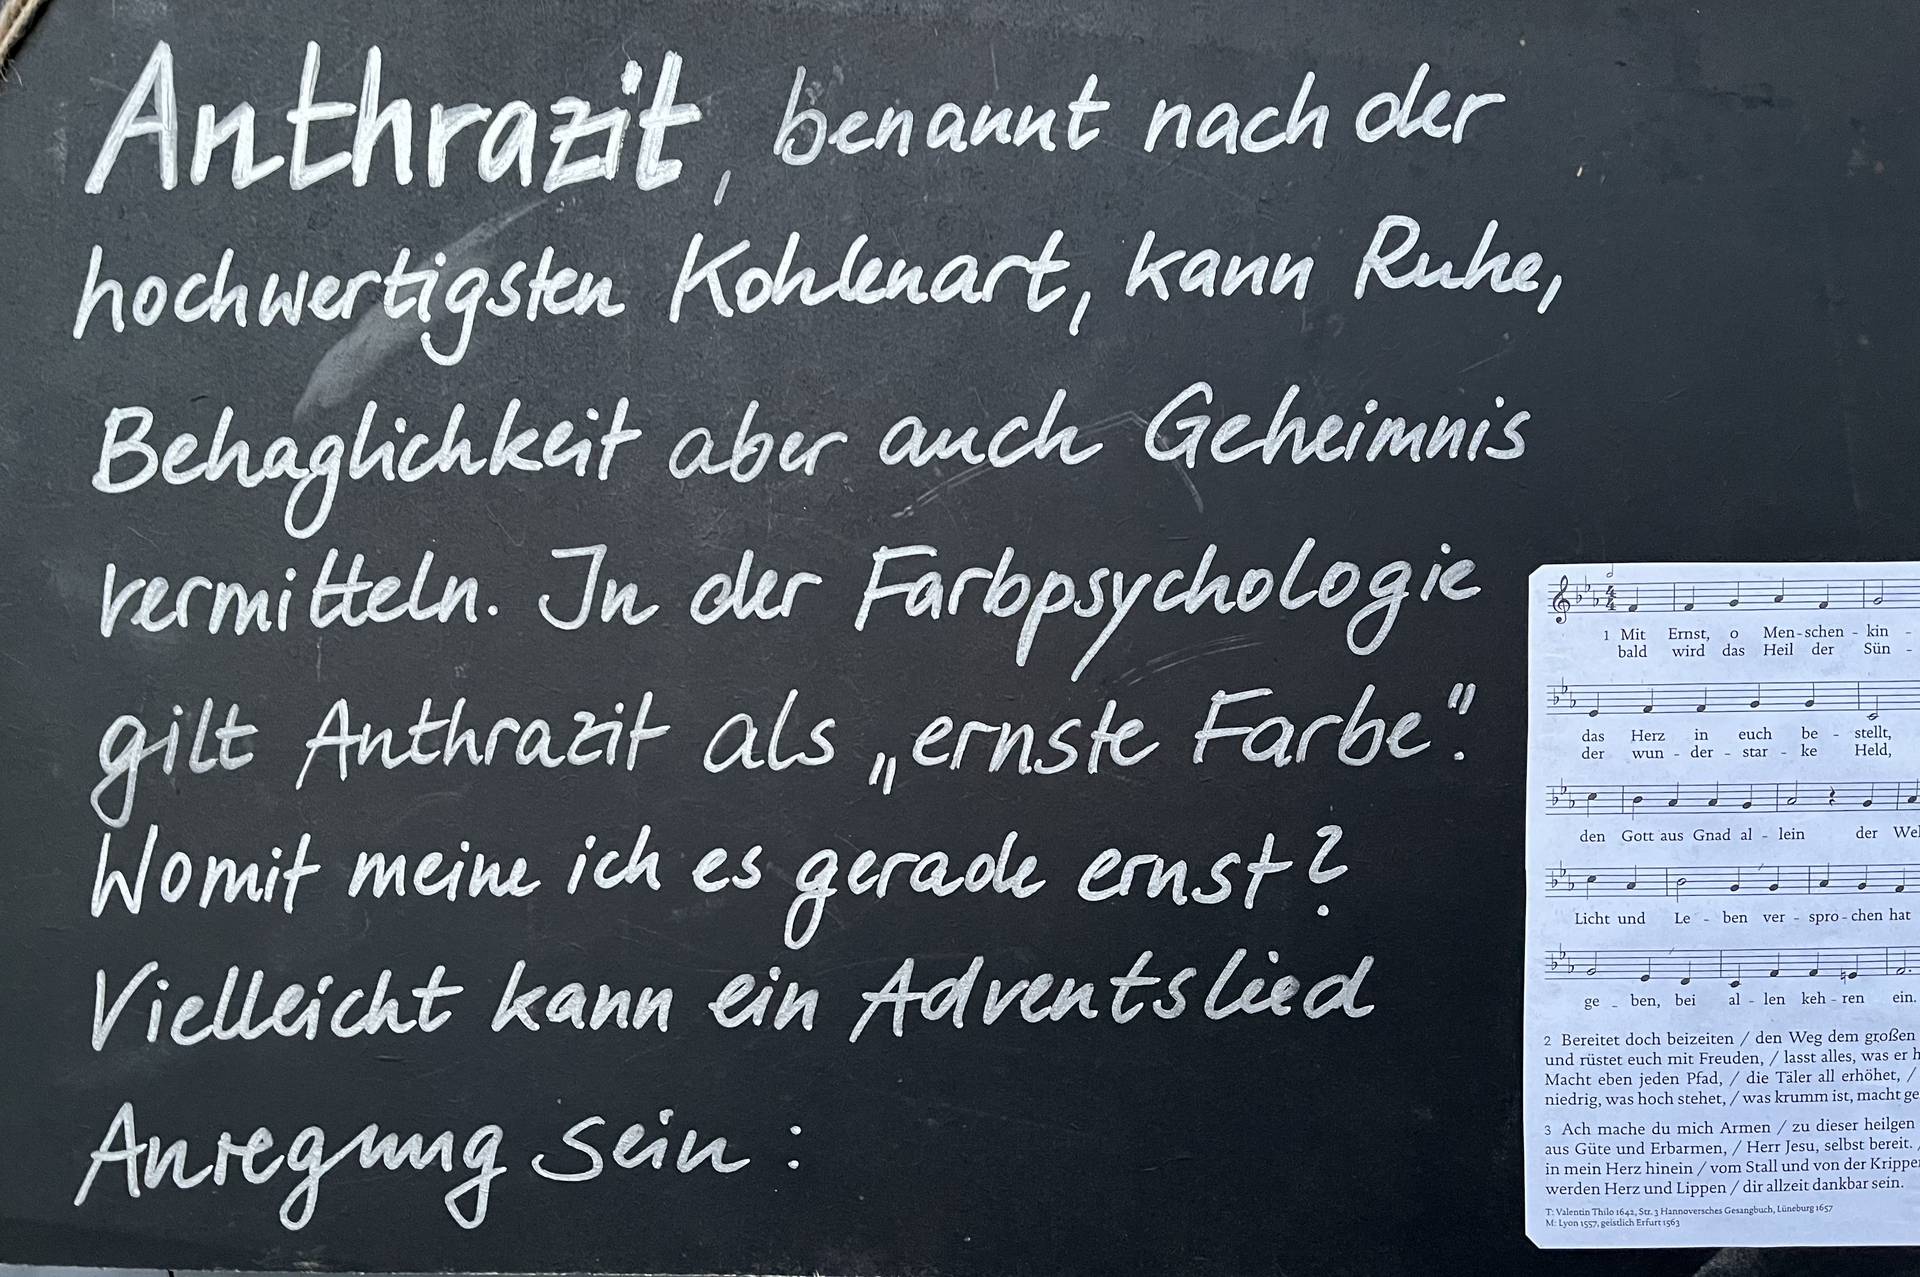 Anthrazit, benannt nach der
hochwertigsten Kohlenart, kann Ruhe,
Behaglichkeit aber auch Geheimnis
vermitteln. In der Farbpsychologie
gilt Anthrazit als „ernste Farbe".
Womit meine ich es gerade ernst?
Vielleicht kann ein Adventslied
Anregung sein:
1 Mit Ernst, o Men-schen - kin -
bald wird das Heil der Sün -
das Herz in euch be - stellt,
der wun - der - star - ke Held,
den Gott aus Gnad al - lein der Wel
Licht und Le - ben ver - spro - chen hat
ge - ben, bei al - len keh - ren ein.
2 Bereitet doch beizeiten / den Weg dem großen
und rüstet euch mit Freuden, / lasst alles, was er h
Macht eben jeden Pfad, / die Täler all erhöhet, /
niedrig, was hoch stehet, / was krumm ist, macht ge
3 Ach mache du mich Armen / zu dieser heilgen
aus Güte und Erbarmen, / Herr Jesu, selbst bereit. /
in mein Herz hinein / vom Stall und von der Krippe
werden Herz und Lippen / dir allzeit dankbar sein.
T: Valentin Thilo 1642, Str. 3 Hannoversches Gesangbuch, Lüneburg 1657
M: Lyon 1557, geistlich Erfurt 1563